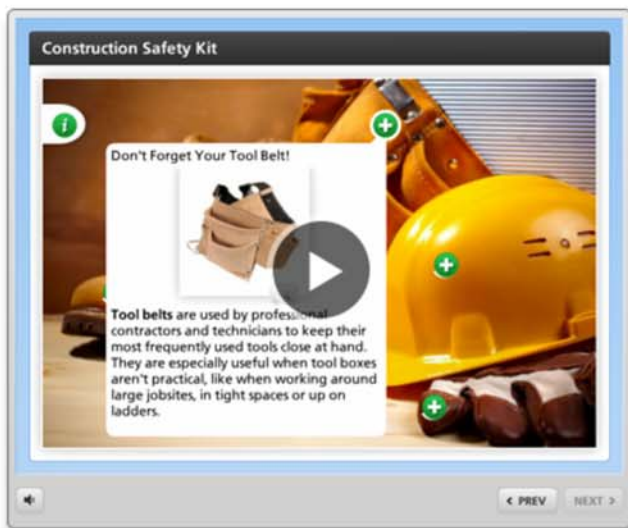 Construction Safety Kit
i
Don't Forget Your Tool Belt!
Tool belts are used by professional
contractors and technicians to keep their
most frequently used tools close at hand.
They are especially useful when tool boxes
aren't practical, like when working around
large jobsites, in tight spaces or up on
ladders.
< PREV NEXT >